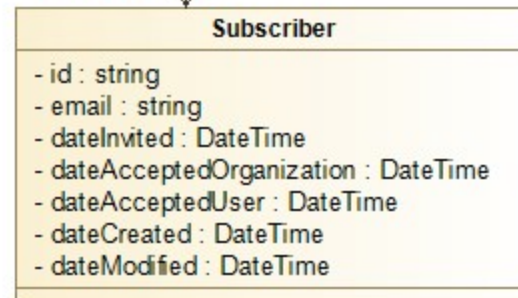 Subscriber
- id : string
- email : string
- dateInvited : DateTime
- dateAcceptedOrganization : DateTime
- dateAcceptedUser : DateTime
- dateCreated : DateTime
- dateModified : DateTime